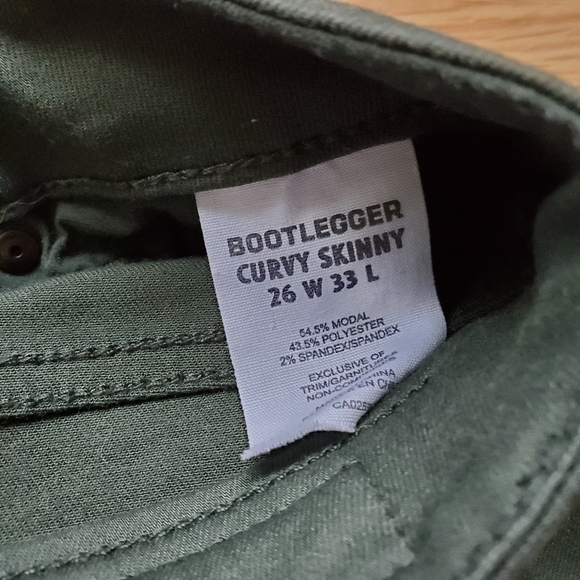 BOOTLEGGER
CURVY SKINNY
26 W 33 L
54.5% MODAL
43.5% POLYESTER
2% SPANDEX/SPANDEX
EXCLUSIVE OF
TRIM/GARNITURES